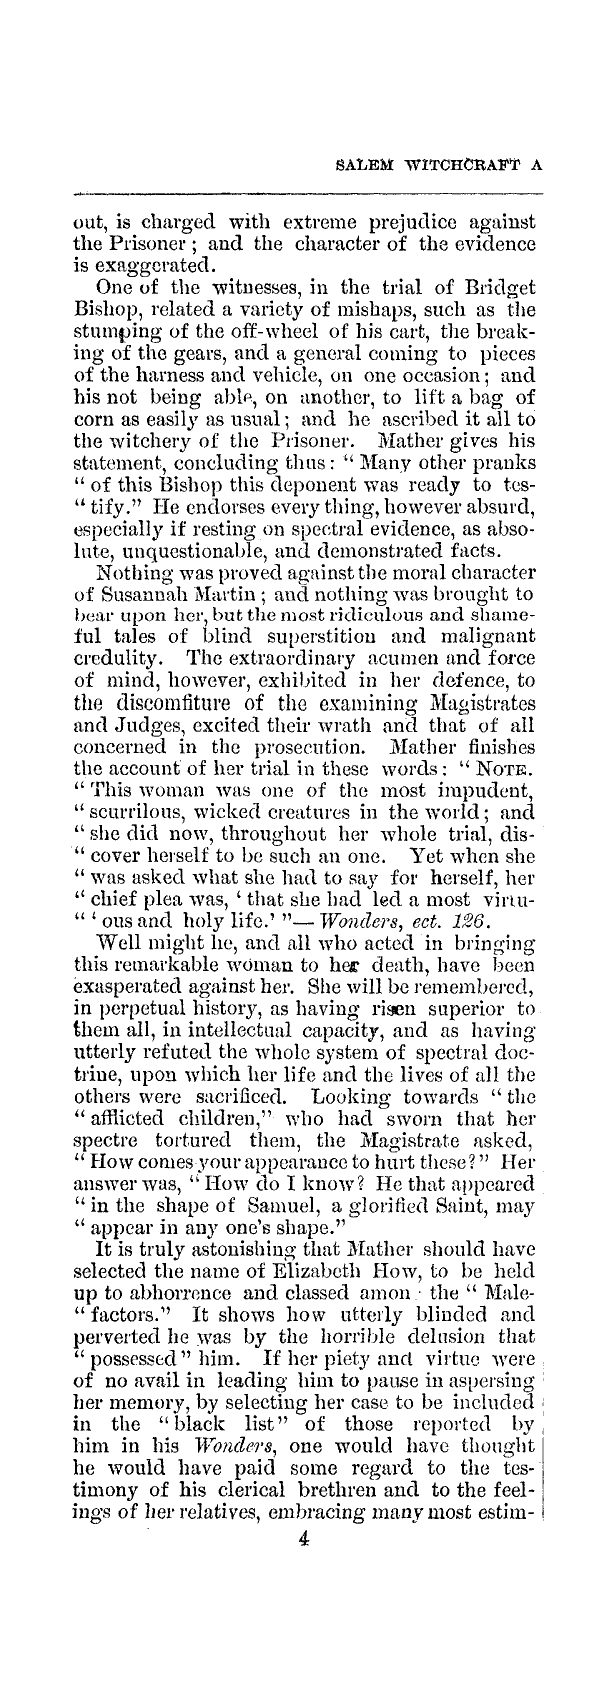 SALEM WITCHCRAFT A
out, is charged with extreme prejudice against
the Prisoner ; and the character of the evidence
is exaggerated.
One of the witnesses, in the trial of Bridget
Bishop, related a variety of mishaps, such as the
stumping of the off-wheel of his cart, the break-
ing of the gears, and a general coming to pieces
of the harness and vehicle, on one occasion ; and
his not being able, on another, to lift a bag of
corn as easily as usual ; and he ascribed it all to
the witchery of the Prisoner. Mather gives his
statement, concluding thus : " Many other pranks
" of this Bishop this deponent was ready to tes-
" tify." He endorses every thing, however absurd,
especially if resting on spectral evidence, as abso-
lute, unquestionable, and demonstrated facts.
Nothing was proved against the moral character
of Susannah Martin ; and nothing was brought to
bear upon her, but the most ridiculous and shame-
ful tales of blind superstition and malignant
credulity. The extraordinary acumen and force
of mind, however, exhibited in her defence, to
the discomfiture of the examining Magistrates
and Judges, excited their wrath and that of all
concerned in the prosecution. Mather finishes
the account of her trial in these words : " NOTE.
" This woman was one of the most impudent,
" scurrilous, wicked creatures in the world ; and
" she did now, throughout her whole trial, dis-
" cover herself to be such an one. Yet when she
" was asked what she had to say for herself, her
" chief plea was, ' that she had led a most virtu-
" ' ous and holy life.' "— Wonders, ect. 126.
Well might he, and all who acted in bringing
this remarkable woman to her death, have been
exasperated against her. She will be remembered,
in perpetual history, as having risen superior to
them all, in intellectual capacity, and as having
utterly refuted the whole system of spectral doc-
trine, upon which her life and the lives of all the
others were sacrificed. Looking towards " the
" afflicted children," who had sworn that her
spectre tortured them, the Magistrate asked,
" How comes your appearance to hurt these ? " Her
answer was, " How do I know ? He that appeared
" in the shape of Samuel, a glorified Saint, may
" appear in any one's shape."
It is truly astonishing that Mather should have
selected the name of Elizabeth How, to be held
up to abhorrence and classed amon the " Male-
" factors." It shows how utterly blinded and
perverted he was by the horrible delusion that
" possessed " him. If her piety and virtue were
of no avail in leading him to pause in aspersing
her memory, by selecting her case to be included
in the " black list " of those reported by
him in his Wonders, one would have thought
he would have paid some regard to the tes-
timony of his clerical brethren and to the feel-
ings of her relatives, embracing many most estim-
4